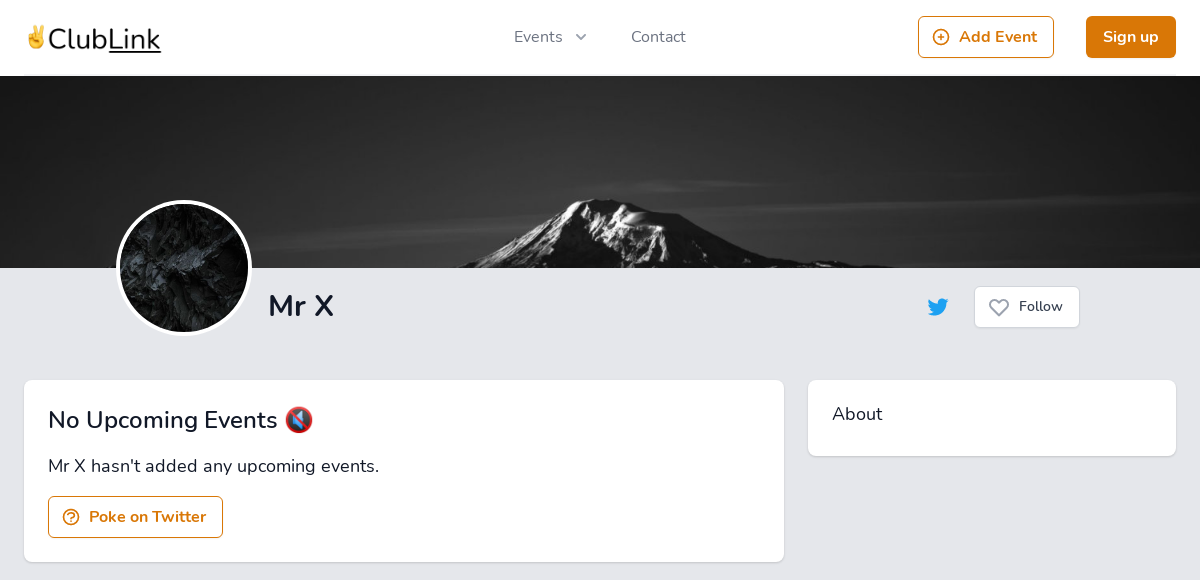 ✌ClubLink
Events
Contact
Add Event
Sign up
Mr X
Follow
No Upcoming Events 🔇
Mr X hasn't added any upcoming events.
Poke on Twitter
About